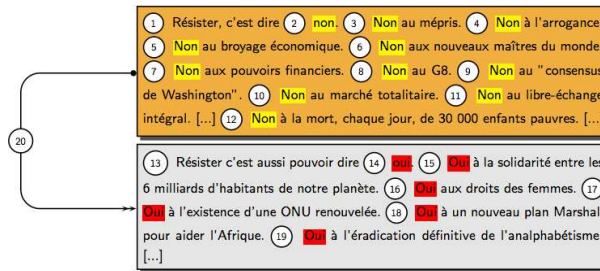 1 Résister, c'est dire 2 non. 3 Non au mépris. 4 Non à l'arrogance
5 Non au broyage économique. 6 Non aux nouveaux maîtres du monde
7 Non aux pouvoirs financiers. 8 Non au G8. 9 Non au "consensus
de Washington". 10 Non au marché totalitaire. 11 Non au libre-échange
intégral. [...] 12 Non à la mort, chaque jour, de 30 000 enfants pauvres. [...
20
13 Résister c'est aussi pouvoir dire 14 oui. 15 Oui à la solidarité entre les
6 milliards d'habitants de notre planète. 16 Oui aux droits des femmes. 17
Oui à l'existence d'une ONU renouvelée. 18 Oui à un nouveau plan Marshal
pour aider l'Afrique. 19 Oui à l'éradication définitive de l'analphabétisme
[...]